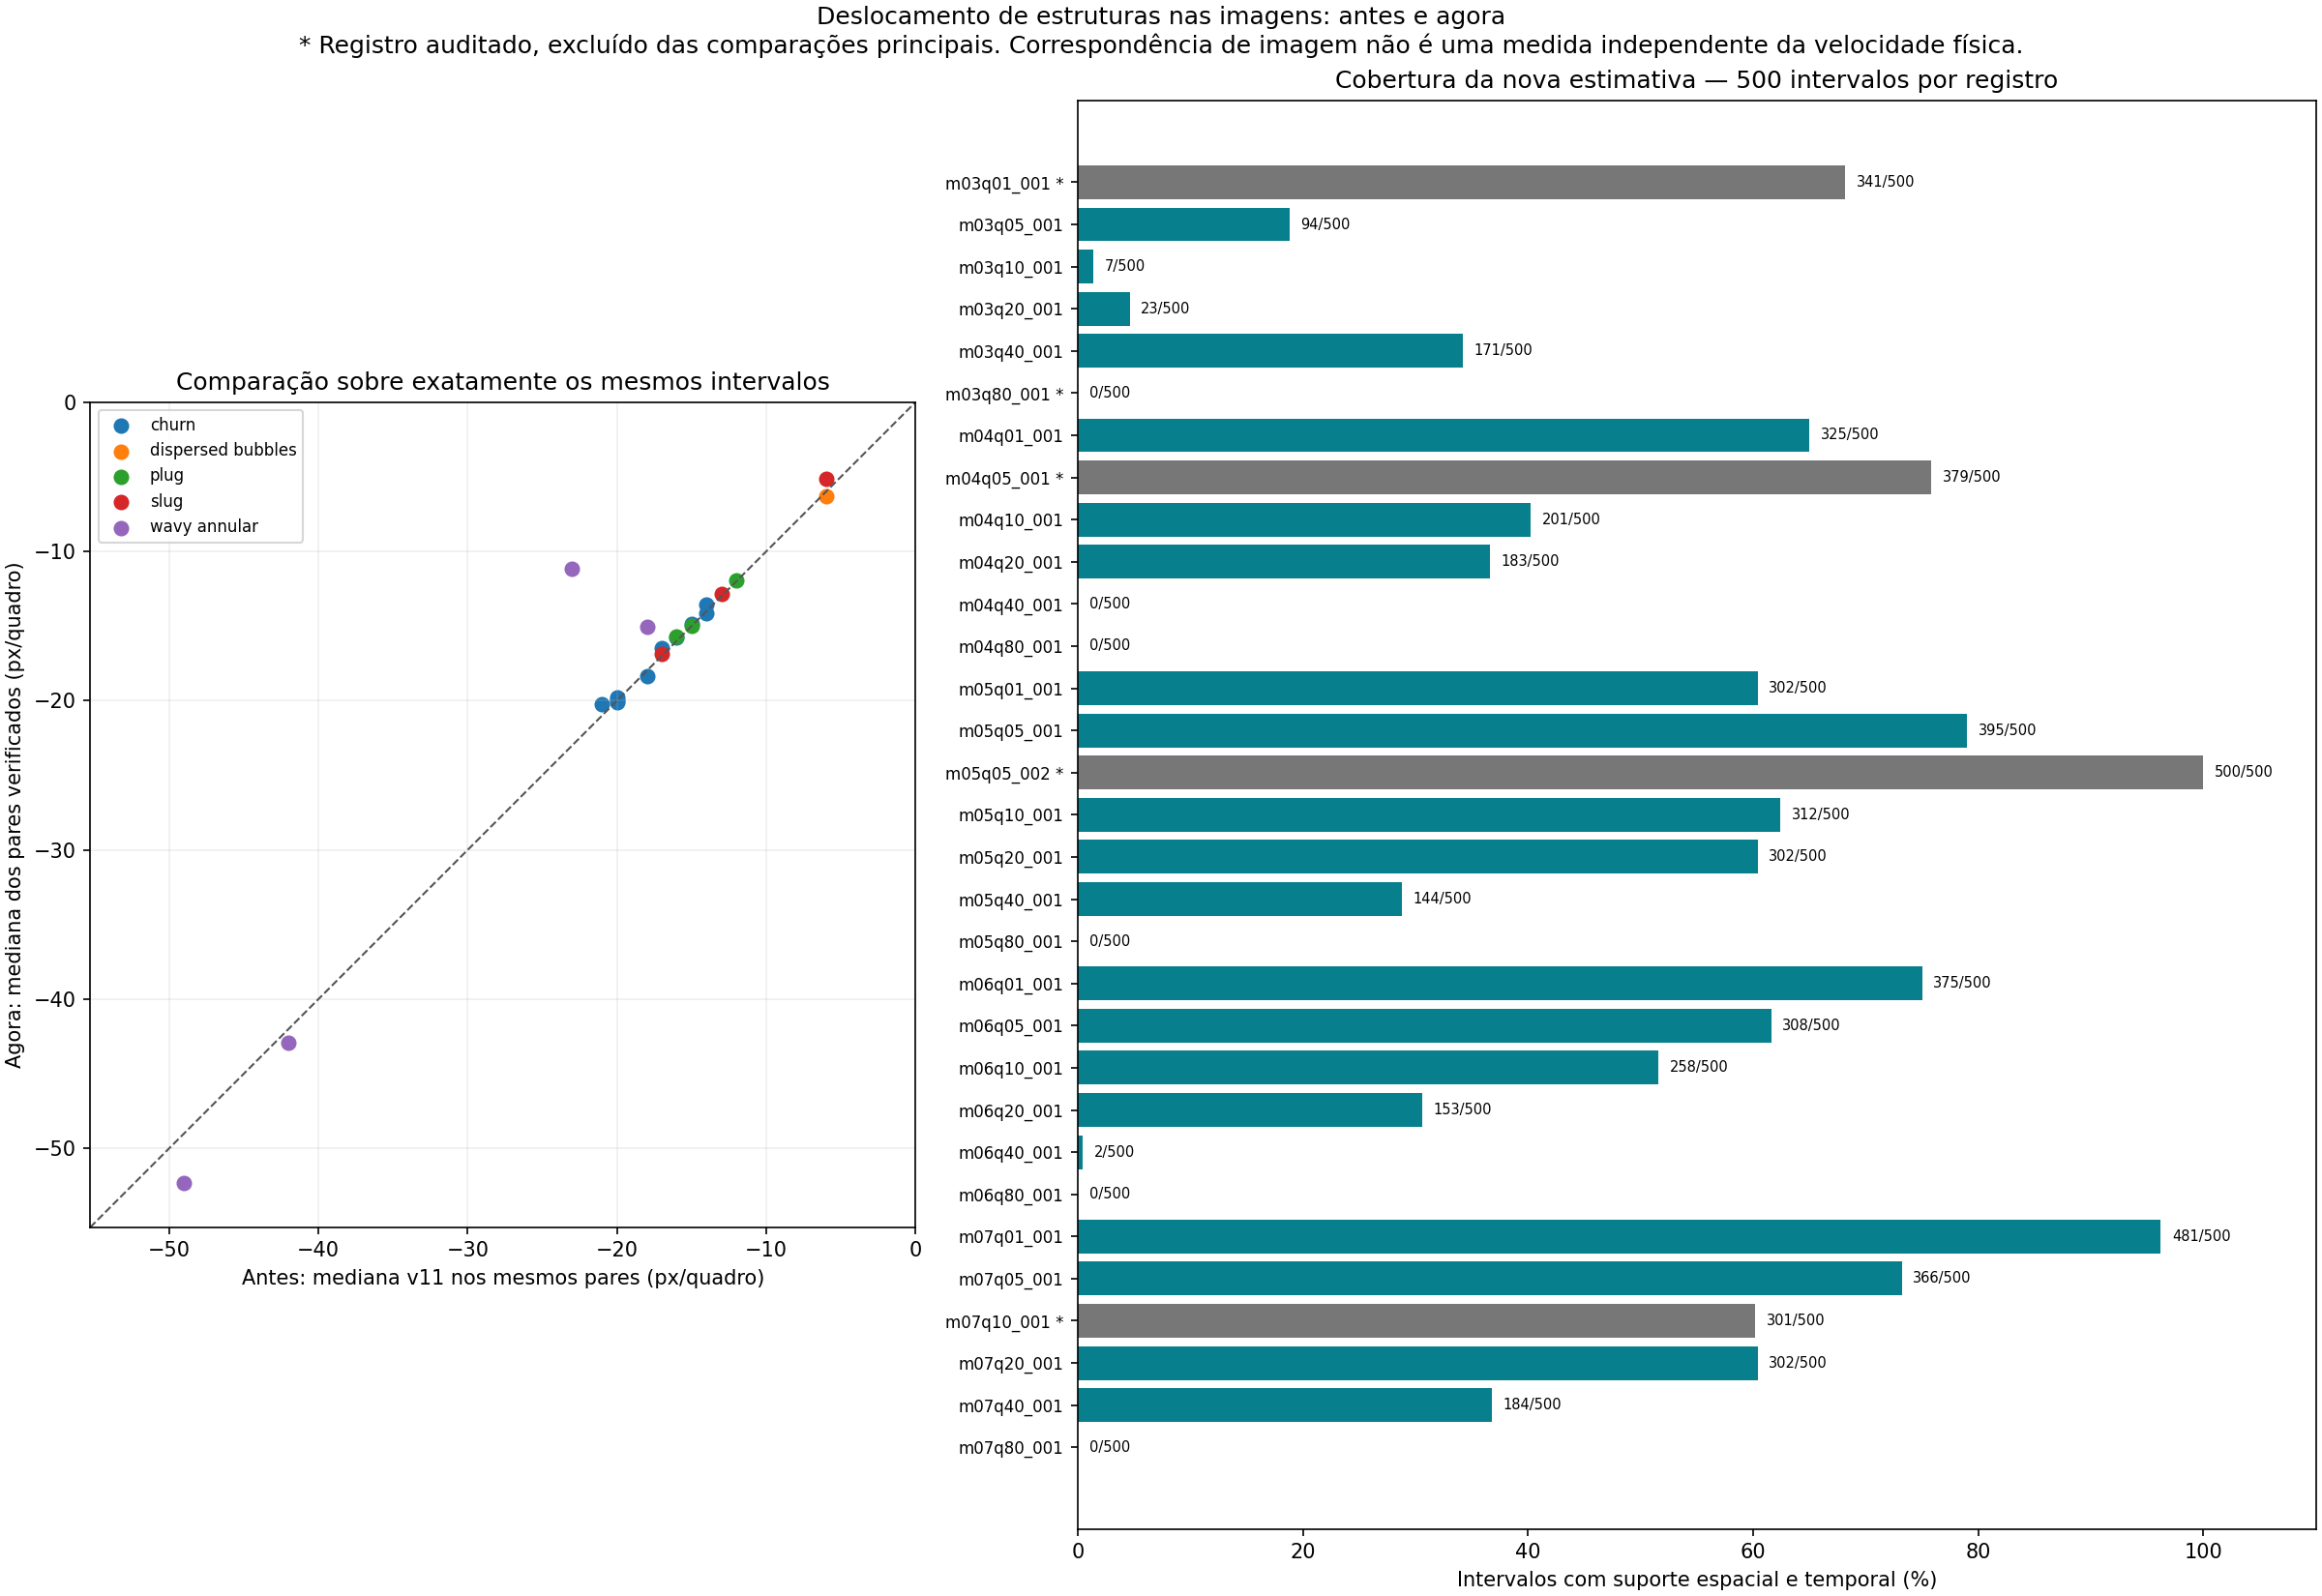 Deslocamento de estruturas nas imagens: antes e agora
* Registro auditado, excluído das comparações principais. Correspondência de imagem não é uma medida independente da velocidade física.
Comparação sobre exatamente os mesmos intervalos
churn
dispersed bubbles
plug
slug
wavy annular
0
−10
−20
−30
−40
−50
Agora: mediana dos pares verificados (px/quadro)
−50
−40
−30
−20
−10
0
Antes: mediana v11 nos mesmos pares (px/quadro)
Cobertura da nova estimativa — 500 intervalos por registro
m03q01_001 * 341/500
m03q05_001 94/500
m03q10_001 7/500
m03q20_001 23/500
m03q40_001 171/500
m03q80_001 * 0/500
m04q01_001 325/500
m04q05_001 * 379/500
m04q10_001 201/500
m04q20_001 183/500
m04q40_001 0/500
m04q80_001 0/500
m05q01_001 302/500
m05q05_001 395/500
m05q05_002 * 500/500
m05q10_001 312/500
m05q20_001 302/500
m05q40_001 144/500
m05q80_001 0/500
m06q01_001 375/500
m06q05_001 308/500
m06q10_001 258/500
m06q20_001 153/500
m06q40_001 2/500
m06q80_001 0/500
m07q01_001 481/500
m07q05_001 366/500
m07q10_001 * 301/500
m07q20_001 302/500
m07q40_001 184/500
m07q80_001 0/500
0
20
40
60
80
100
Intervalos com suporte espacial e temporal (%)